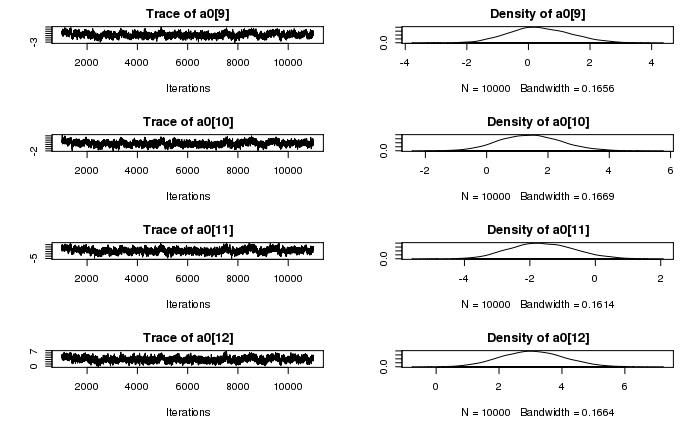 Trace of a0[9]
-3
2000 4000 6000 8000 10000
Iterations
Density of a0[9]
0.0
-4 -2 0 2 4
N = 10000 Bandwidth = 0.1656
Trace of a0[10]
-2
2000 4000 6000 8000 10000
Iterations
Density of a0[10]
0.0
-2 0 2 4 6
N = 10000 Bandwidth = 0.1669
Trace of a0[11]
-5
2000 4000 6000 8000 10000
Iterations
Density of a0[11]
0.0
-4 -2 0 2
N = 10000 Bandwidth = 0.1614
Trace of a0[12]
0 7
2000 4000 6000 8000 10000
Iterations
Density of a0[12]
0.0
0 2 4 6
N = 10000 Bandwidth = 0.1664